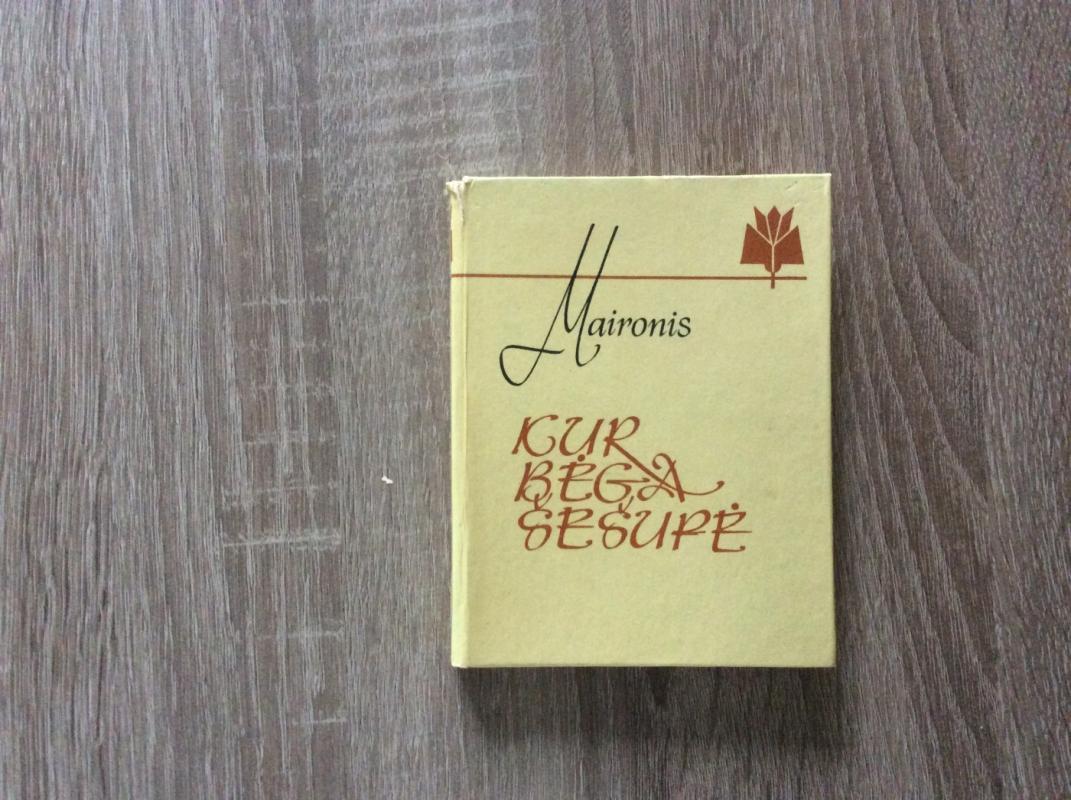 Maironis
KUR
BĖGA
ŠEŠUPĖ